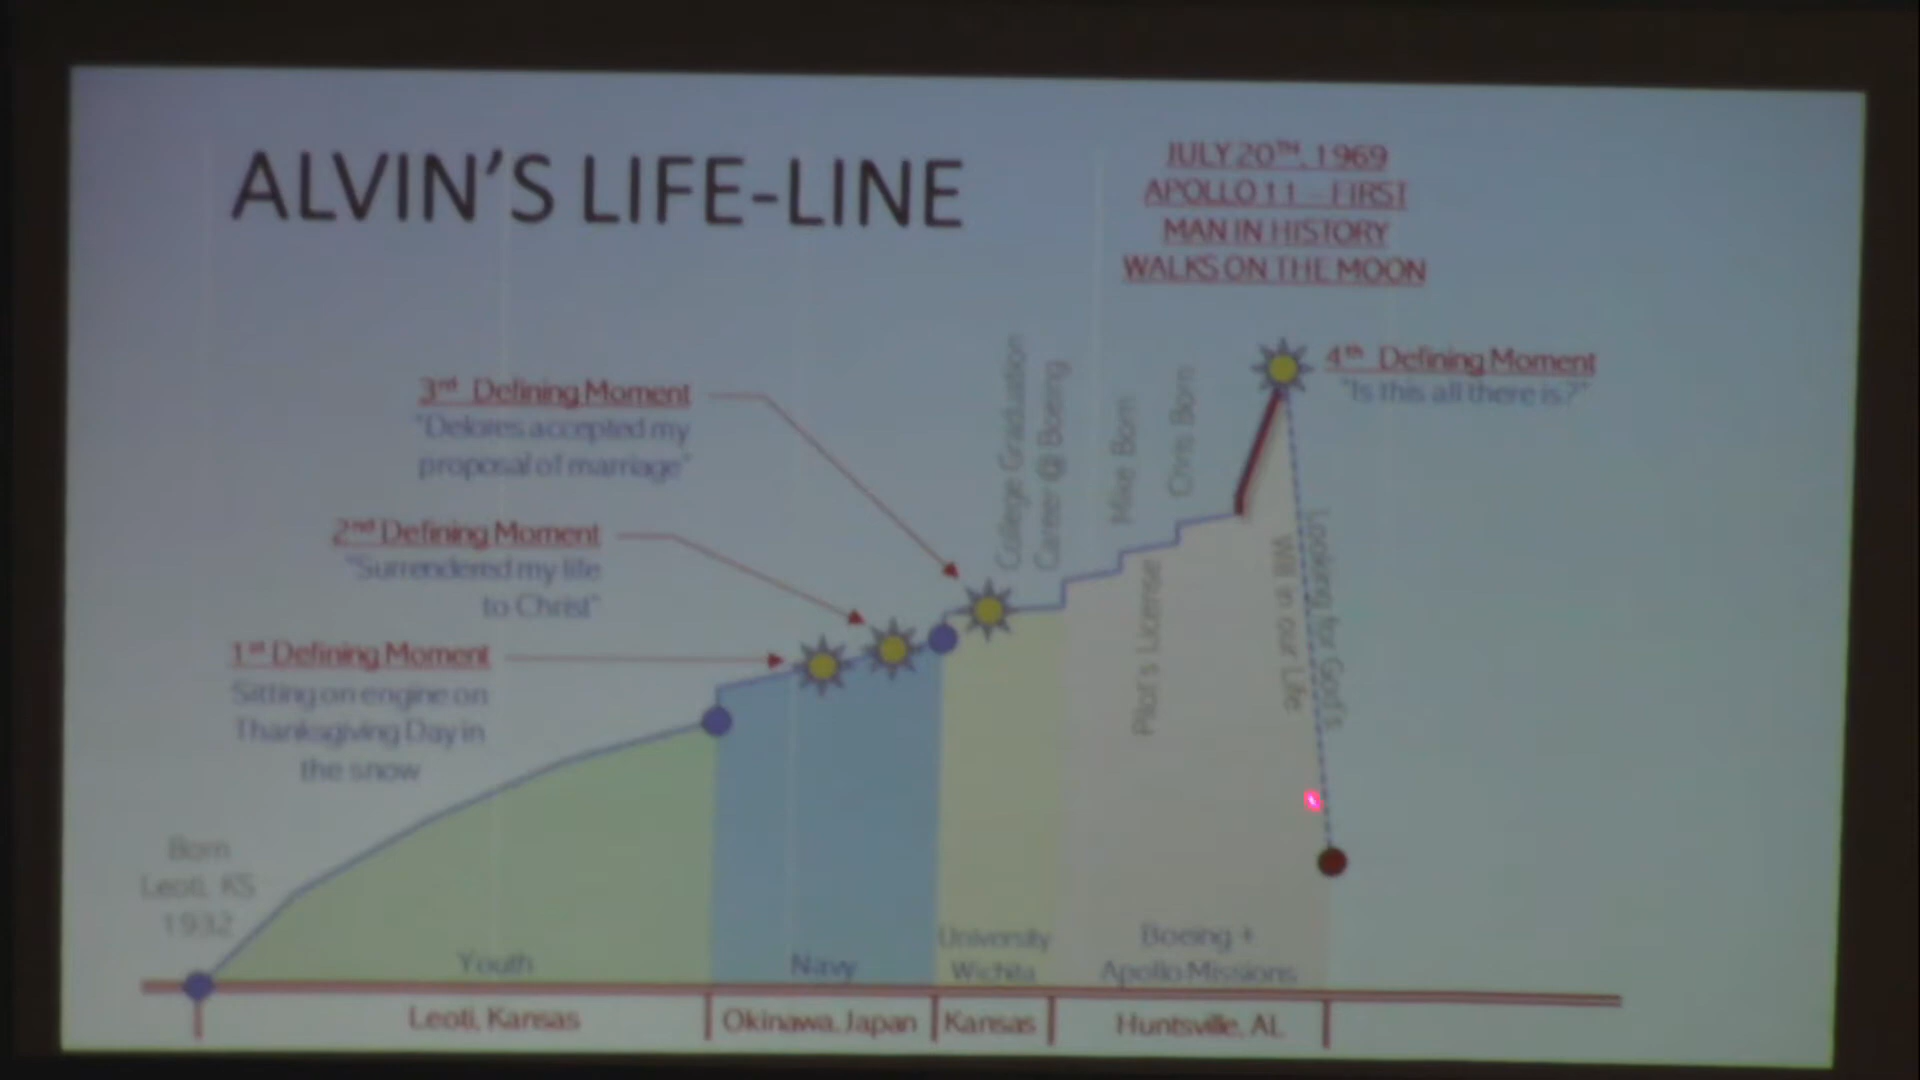 ALVIN'S LIFE-LINE
JULY 20TH, 1969
APOLLO 11 – FIRST
MAN IN HISTORY
WALKS ON THE MOON
4th Defining Moment
"Is this all there is?"
3rd Defining Moment
"Delores accepted my
proposal of marriage"
2nd Defining Moment
"Surrendered my life
to Christ"
1st Defining Moment
Sitting on engine on
Thanksgiving Day in
the snow
College Graduation
Career @ Boeing
Mike Born
Chris Born
Pilot's License
Looking for God's
Will in our Life
Born
Leoti, KS
1932
Youth
Navy
University
Wichita
Boeing +
Apollo Missions
Leoti, Kansas
Okinawa, Japan
Kansas
Huntsville, AL